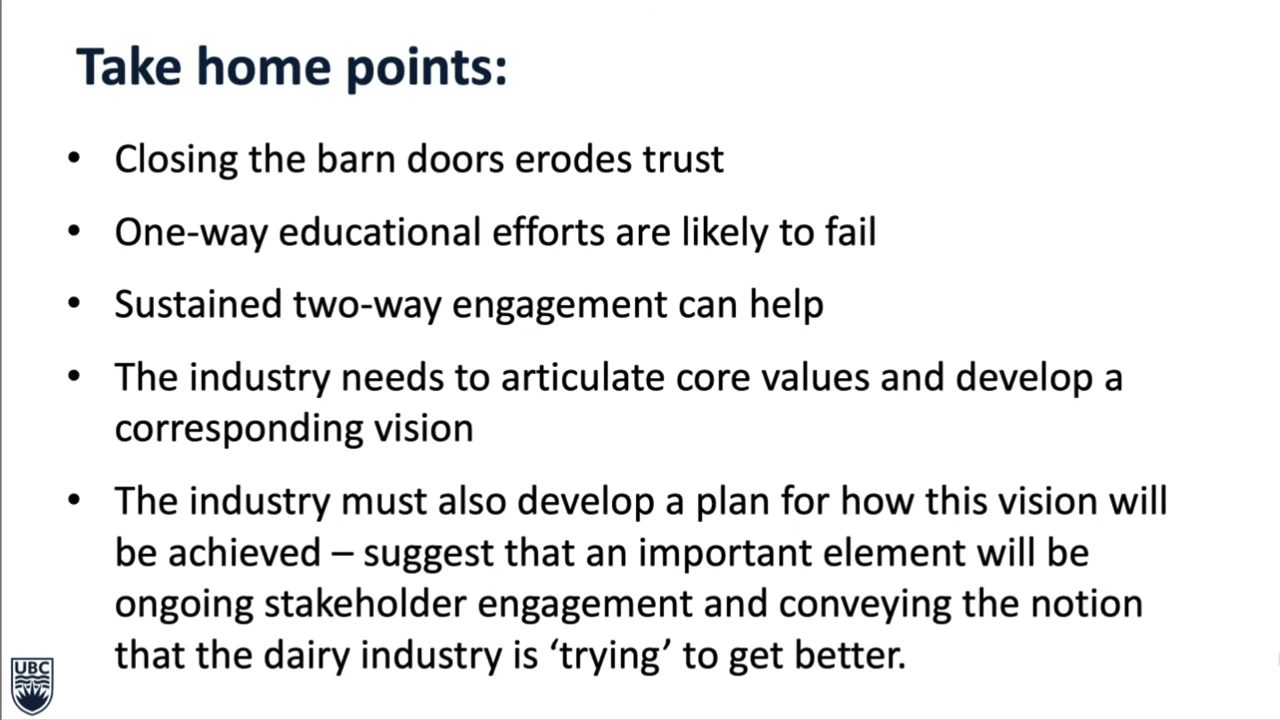 Take home points:
• Closing the barn doors erodes trust
• One-way educational efforts are likely to fail
• Sustained two-way engagement can help
• The industry needs to articulate core values and develop a
corresponding vision
• The industry must also develop a plan for how this vision will
be achieved – suggest that an important element will be
ongoing stakeholder engagement and conveying the notion
that the dairy industry is ‘trying’ to get better.
UBC